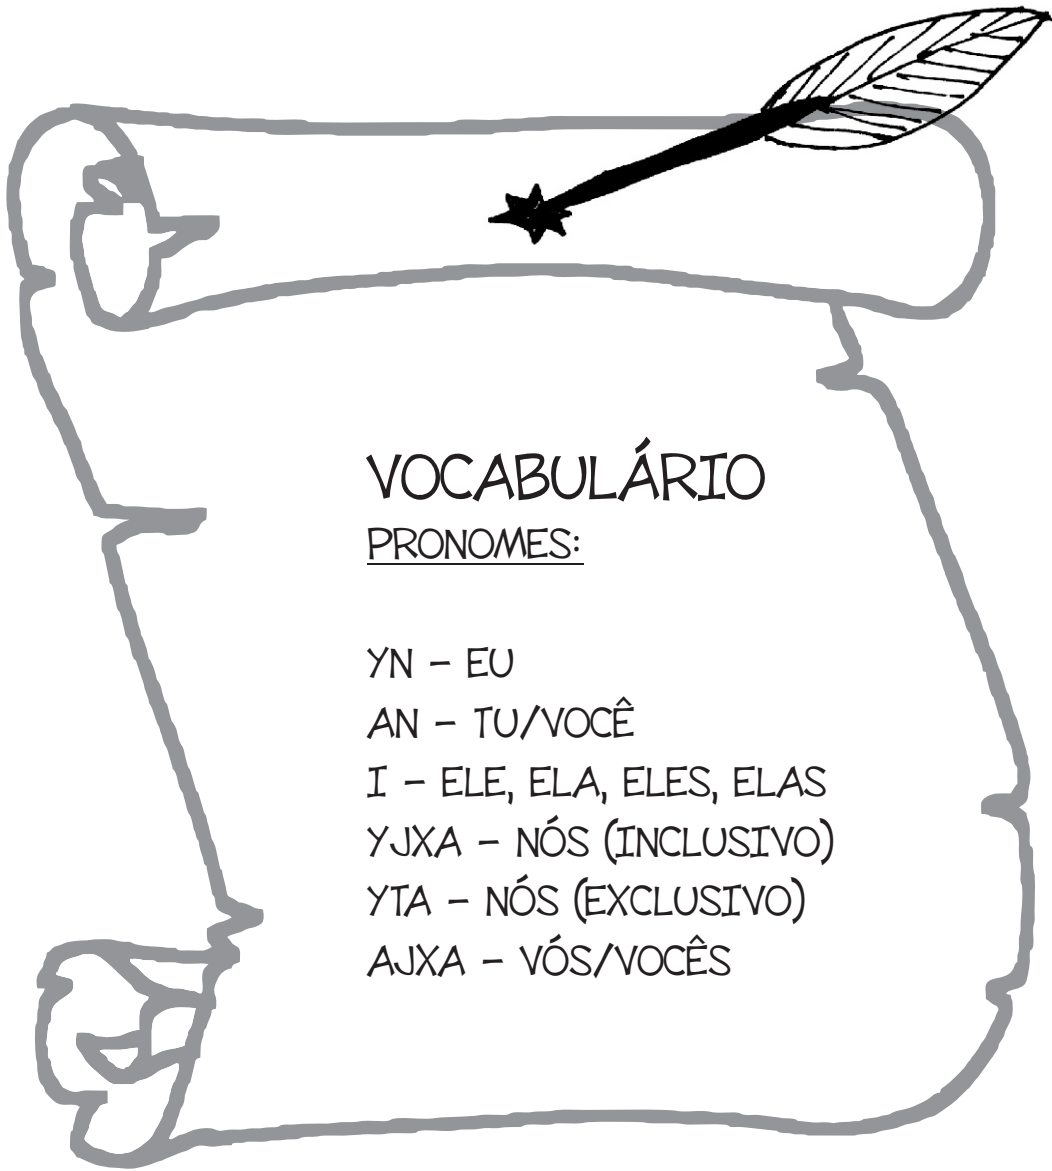 VOCABULÁRIO
PRONOMES:
YN – EU
AN – TU/VOCÊ
I – ELE, ELA, ELES, ELAS
YJXA – NÓS (INCLUSIVO)
YTA – NÓS (EXCLUSIVO)
AJXA – VÓS/VOCÊS